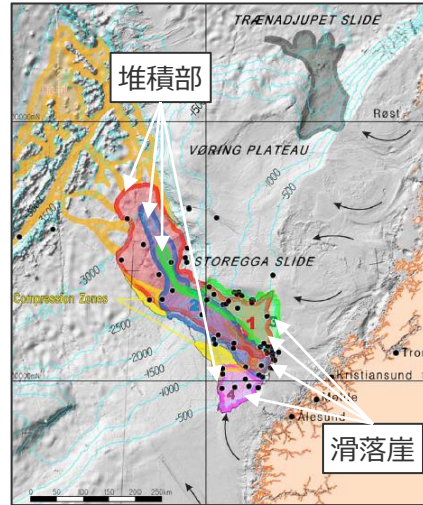 TRÆNADJUPET SLIDE
堆積部
Røst
VØRING PLATEAU
-1000
-500
STOREGGA SLIDE
-3000
1
Compression Zones
-2500
-2000
-1500
-1000
-500
4
Kristiansund
Molde
Ålesund
滑落崖
0 50 100 150 200 250km